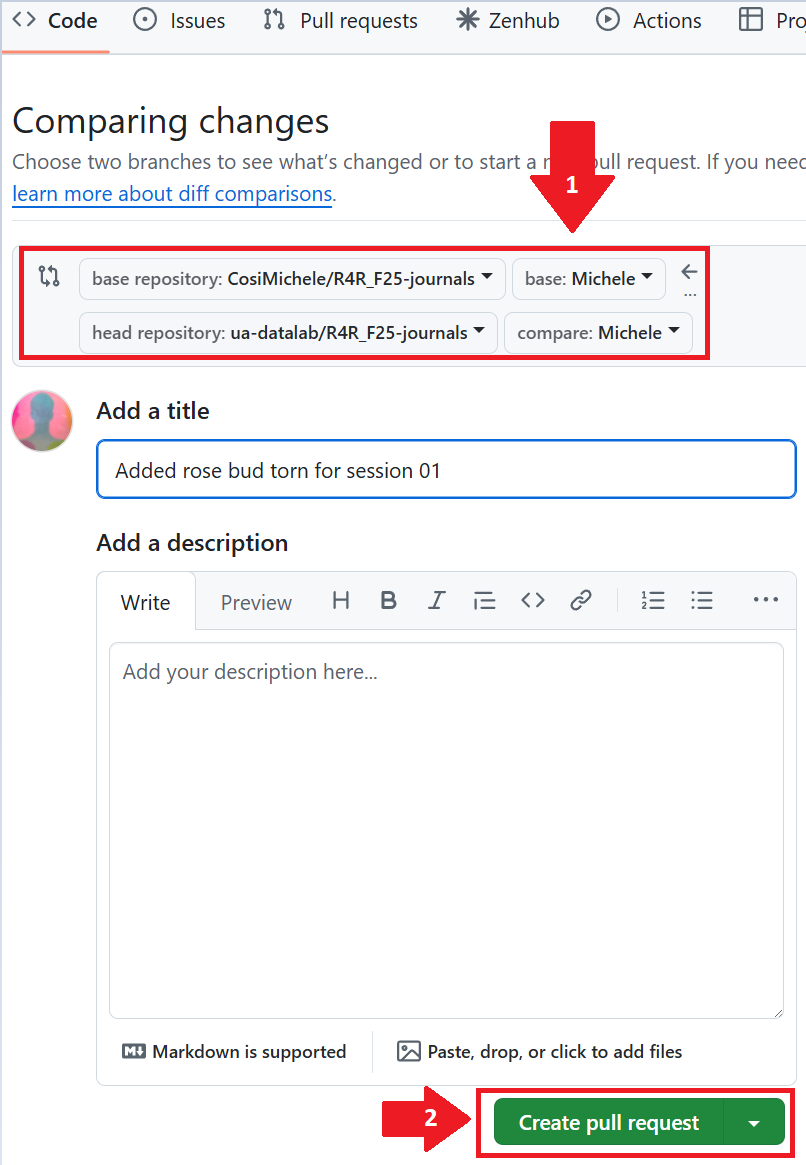 <> Code Issues Pull requests Zenhub Actions Pro
Comparing changes
Choose two branches to see what's changed or to start a n pull request. If you need
learn more about diff comparisons.
1
base repository: CosiMichele/R4R_F25-journals base: Michele ← ...
head repository: ua-datalab/R4R_F25-journals compare: Michele
Add a title
Added rose bud torn for session 01
Add a description
Write Preview H B I <> ...
Add your description here...
Markdown is supported Paste, drop, or click to add files
2 Create pull request